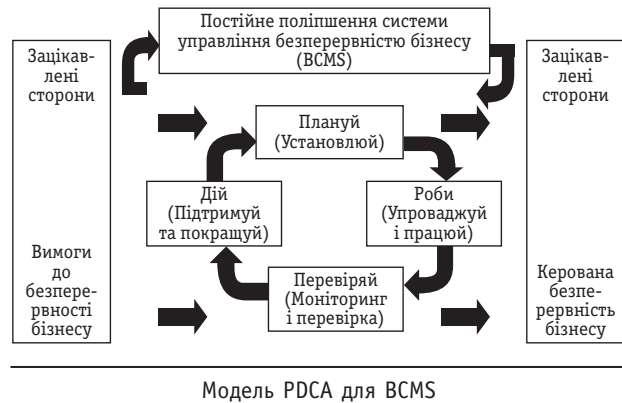 Постійне поліпшення системи
управління безперервністю бізнесу
(BCMS)
Зацікав-
лені
сторони
Вимоги
до
безпере-
рвності
бізнесу
Плануй
(Установлюй)
Дій
(Підтримуй
та покращуй)
Роби
(Упроваджуй
і працюй)
Перевіряй
(Моніторинг
і перевірка)
Зацікав-
лені
сторони
Керована
безпе-
рервність
бізнесу
Модель PDCA для BCMS